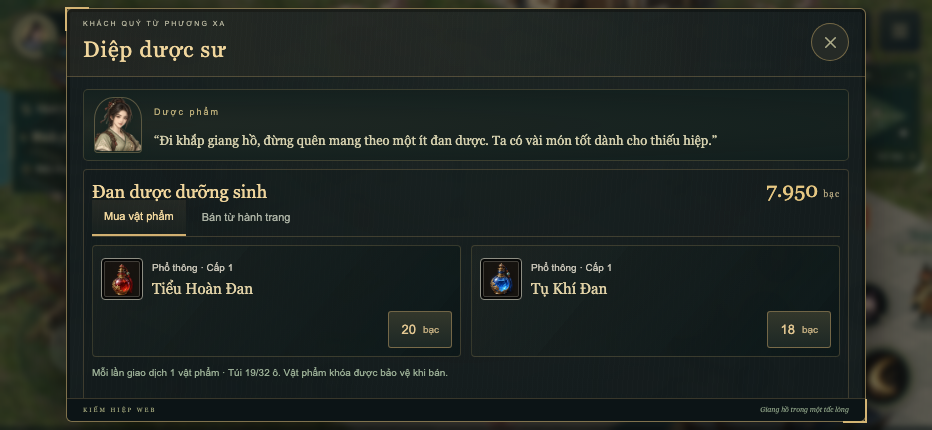 KHÁCH QUÝ TỪ PHƯƠNG XA
Diệp dược sư
Dược phẩm
“Đi khắp giang hồ, đừng quên mang theo một ít đan dược. Ta có vài món tốt dành cho thiếu hiệp.”
Đan dược dưỡng sinh
7.950 bạc
Mua vật phẩm
Bán từ hành trang
Phổ thông · Cấp 1
Tiểu Hoàn Đan
20 bạc
Phổ thông · Cấp 1
Tụ Khí Đan
18 bạc
Mỗi lần giao dịch 1 vật phẩm · Túi 19/32 ô. Vật phẩm khóa được bảo vệ khi bán.
KIẾM HIỆP WEB
Giang hồ trong một tấc lòng